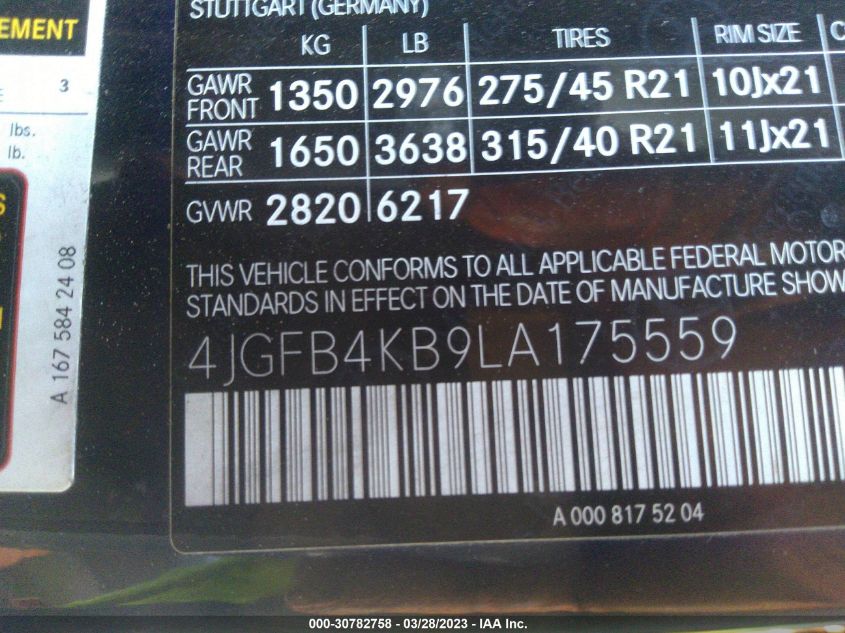 STUTTGART (GERMANY)
KG LB TIRES RIM SIZE C
GAWR FRONT 1350 2976 275/45 R21 10Jx21
GAWR REAR 1650 3638 315/40 R21 11Jx21
GVWR 2820 6217
THIS VEHICLE CONFORMS TO ALL APPLICABLE FEDERAL MOTOR
STANDARDS IN EFFECT ON THE DATE OF MANUFACTURE SHOW
4JGFB4KB9LA175559
A 000 817 52 04
EMENT
3
lbs.
lb.
A 167 584 24 08
000-30782758 - 03/28/2023 - IAA Inc.